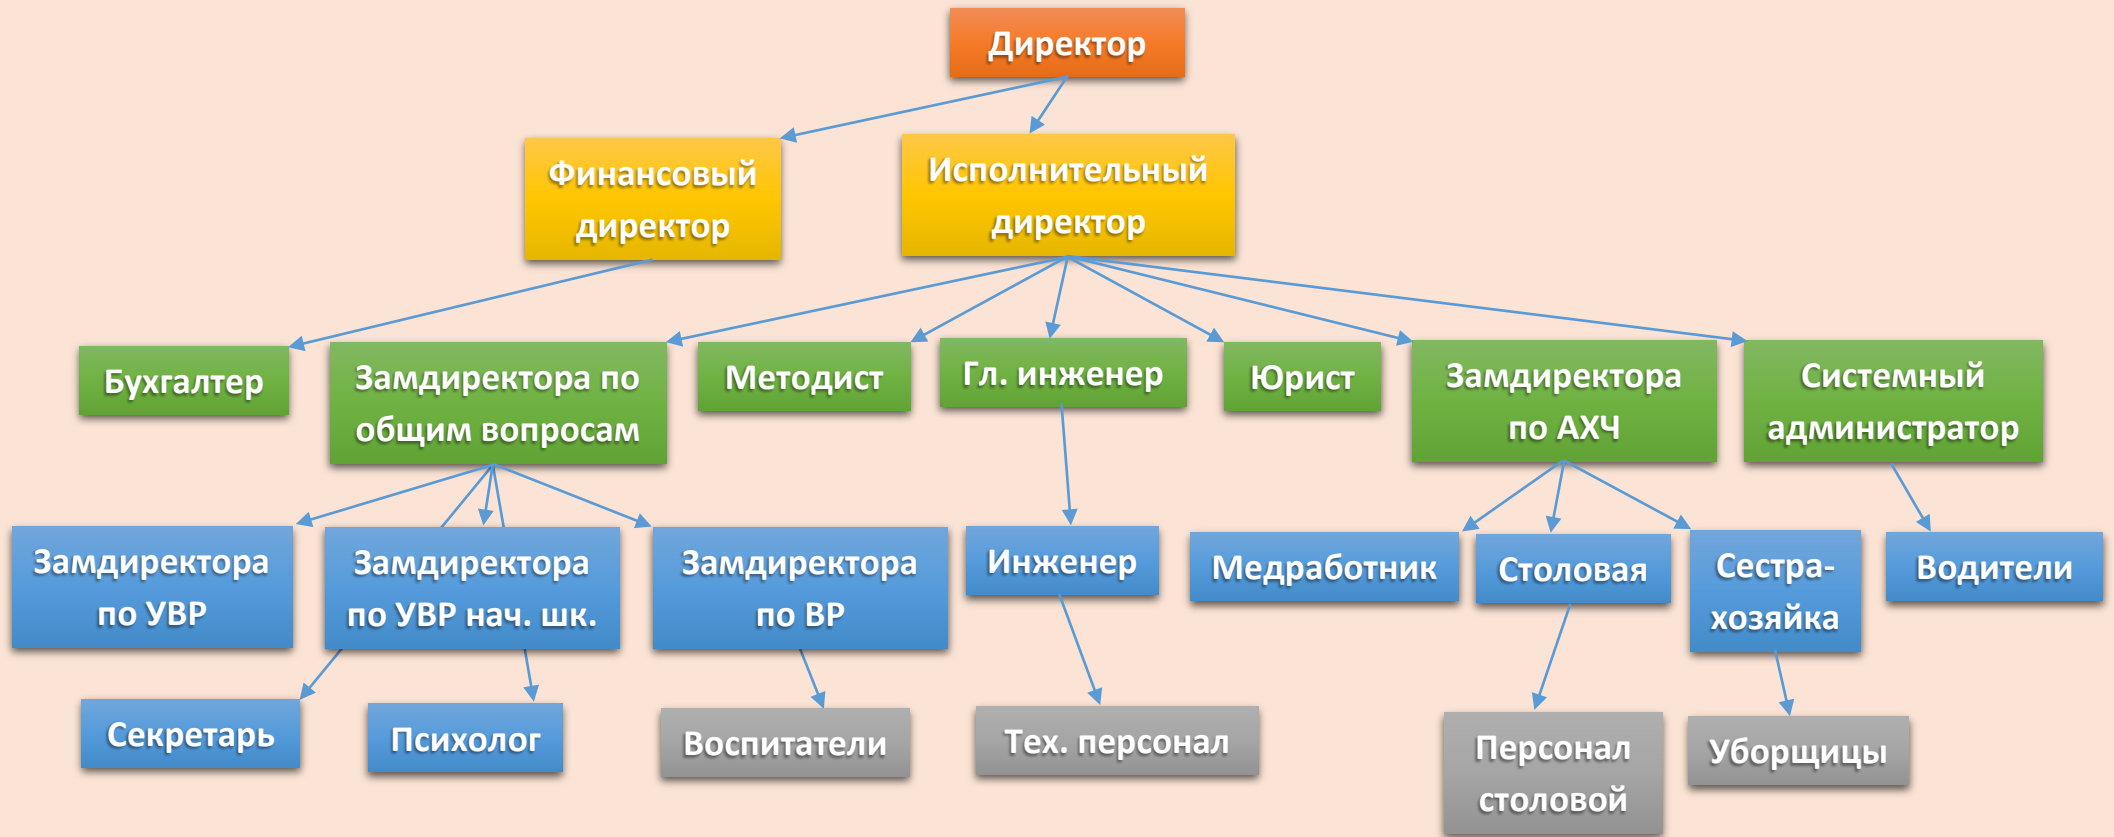 Директор
Финансовый
директор
Исполнительный
директор
Бухгалтер
Замдиректора по
общим вопросам
Методист
Гл. инженер
Юрист
Замдиректора
по АХЧ
Системный
администратор
Замдиректора
по УВР
Замдиректора
по УВР нач. шк.
Замдиректора
по ВР
Инженер
Медработник
Столовая
Сестра-
хозяйка
Водители
Секретарь
Психолог
Воспитатели
Тех. персонал
Персонал
столовой
Уборщицы